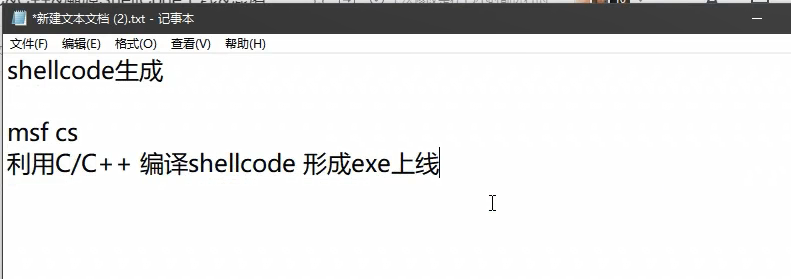 *新建文本文档 (2).txt - 记事本
文件(F) 编辑(E) 格式(O) 查看(V) 帮助(H)
shellcode生成
msf cs
利用C/C++ 编译shellcode 形成exe上线